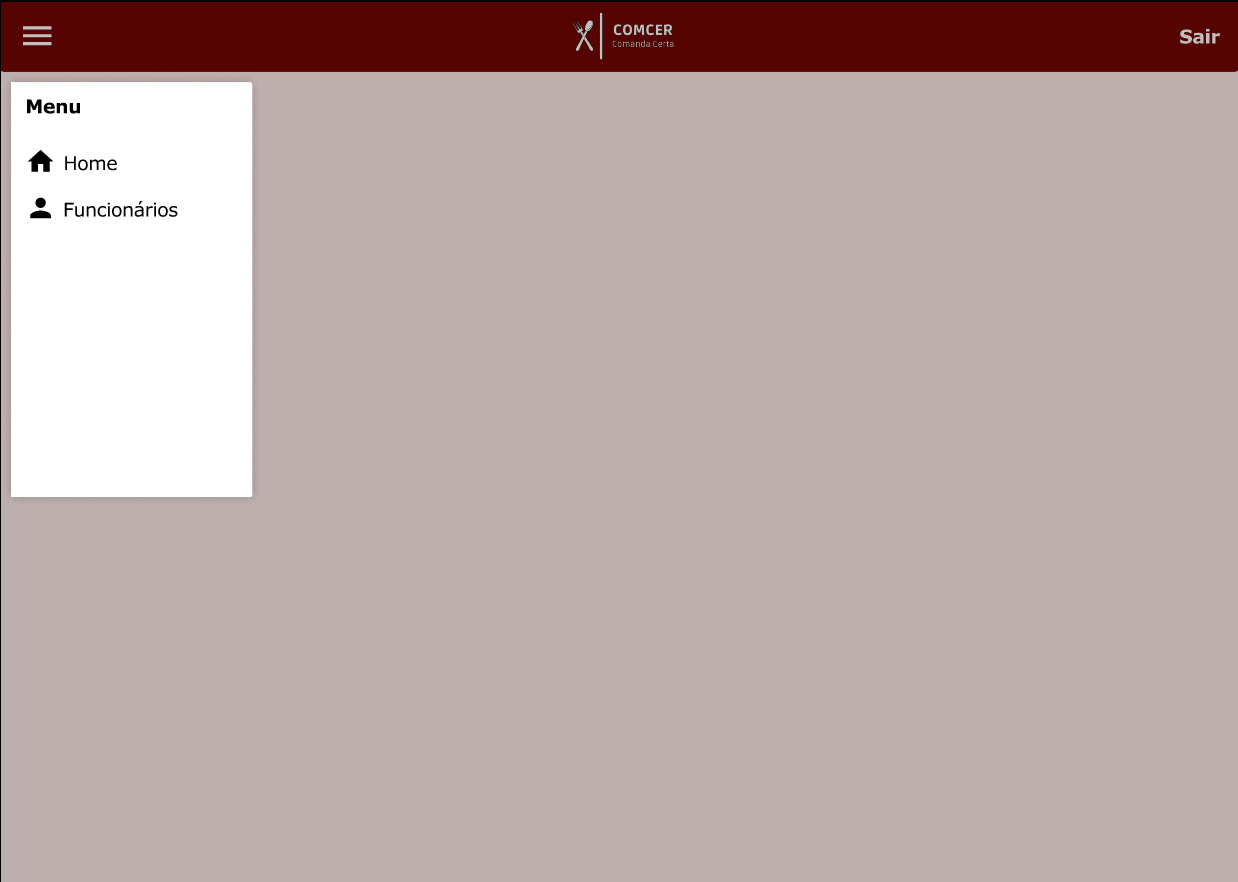 COMCER
Comanda Certa
Sair
Menu
Home
Funcionários